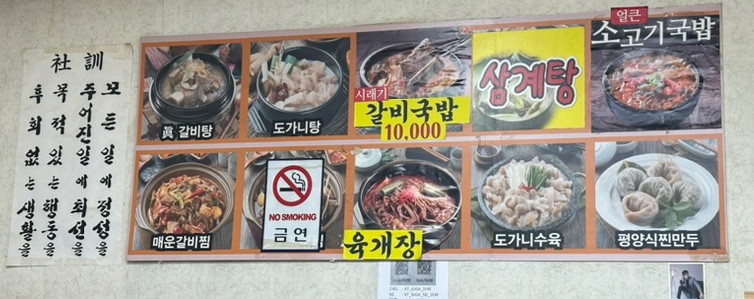 社訓
모든일에정성을
주어진일에최선을
목적있는행동을
후회없는생활을
眞 갈비탕
도가니탕
시래기
갈비국밥
10,000
삼계탕
얼큰
소고기국밥
매운갈비찜
NO SMOKING
금연
육개장
도가니수육
평양식찐만두